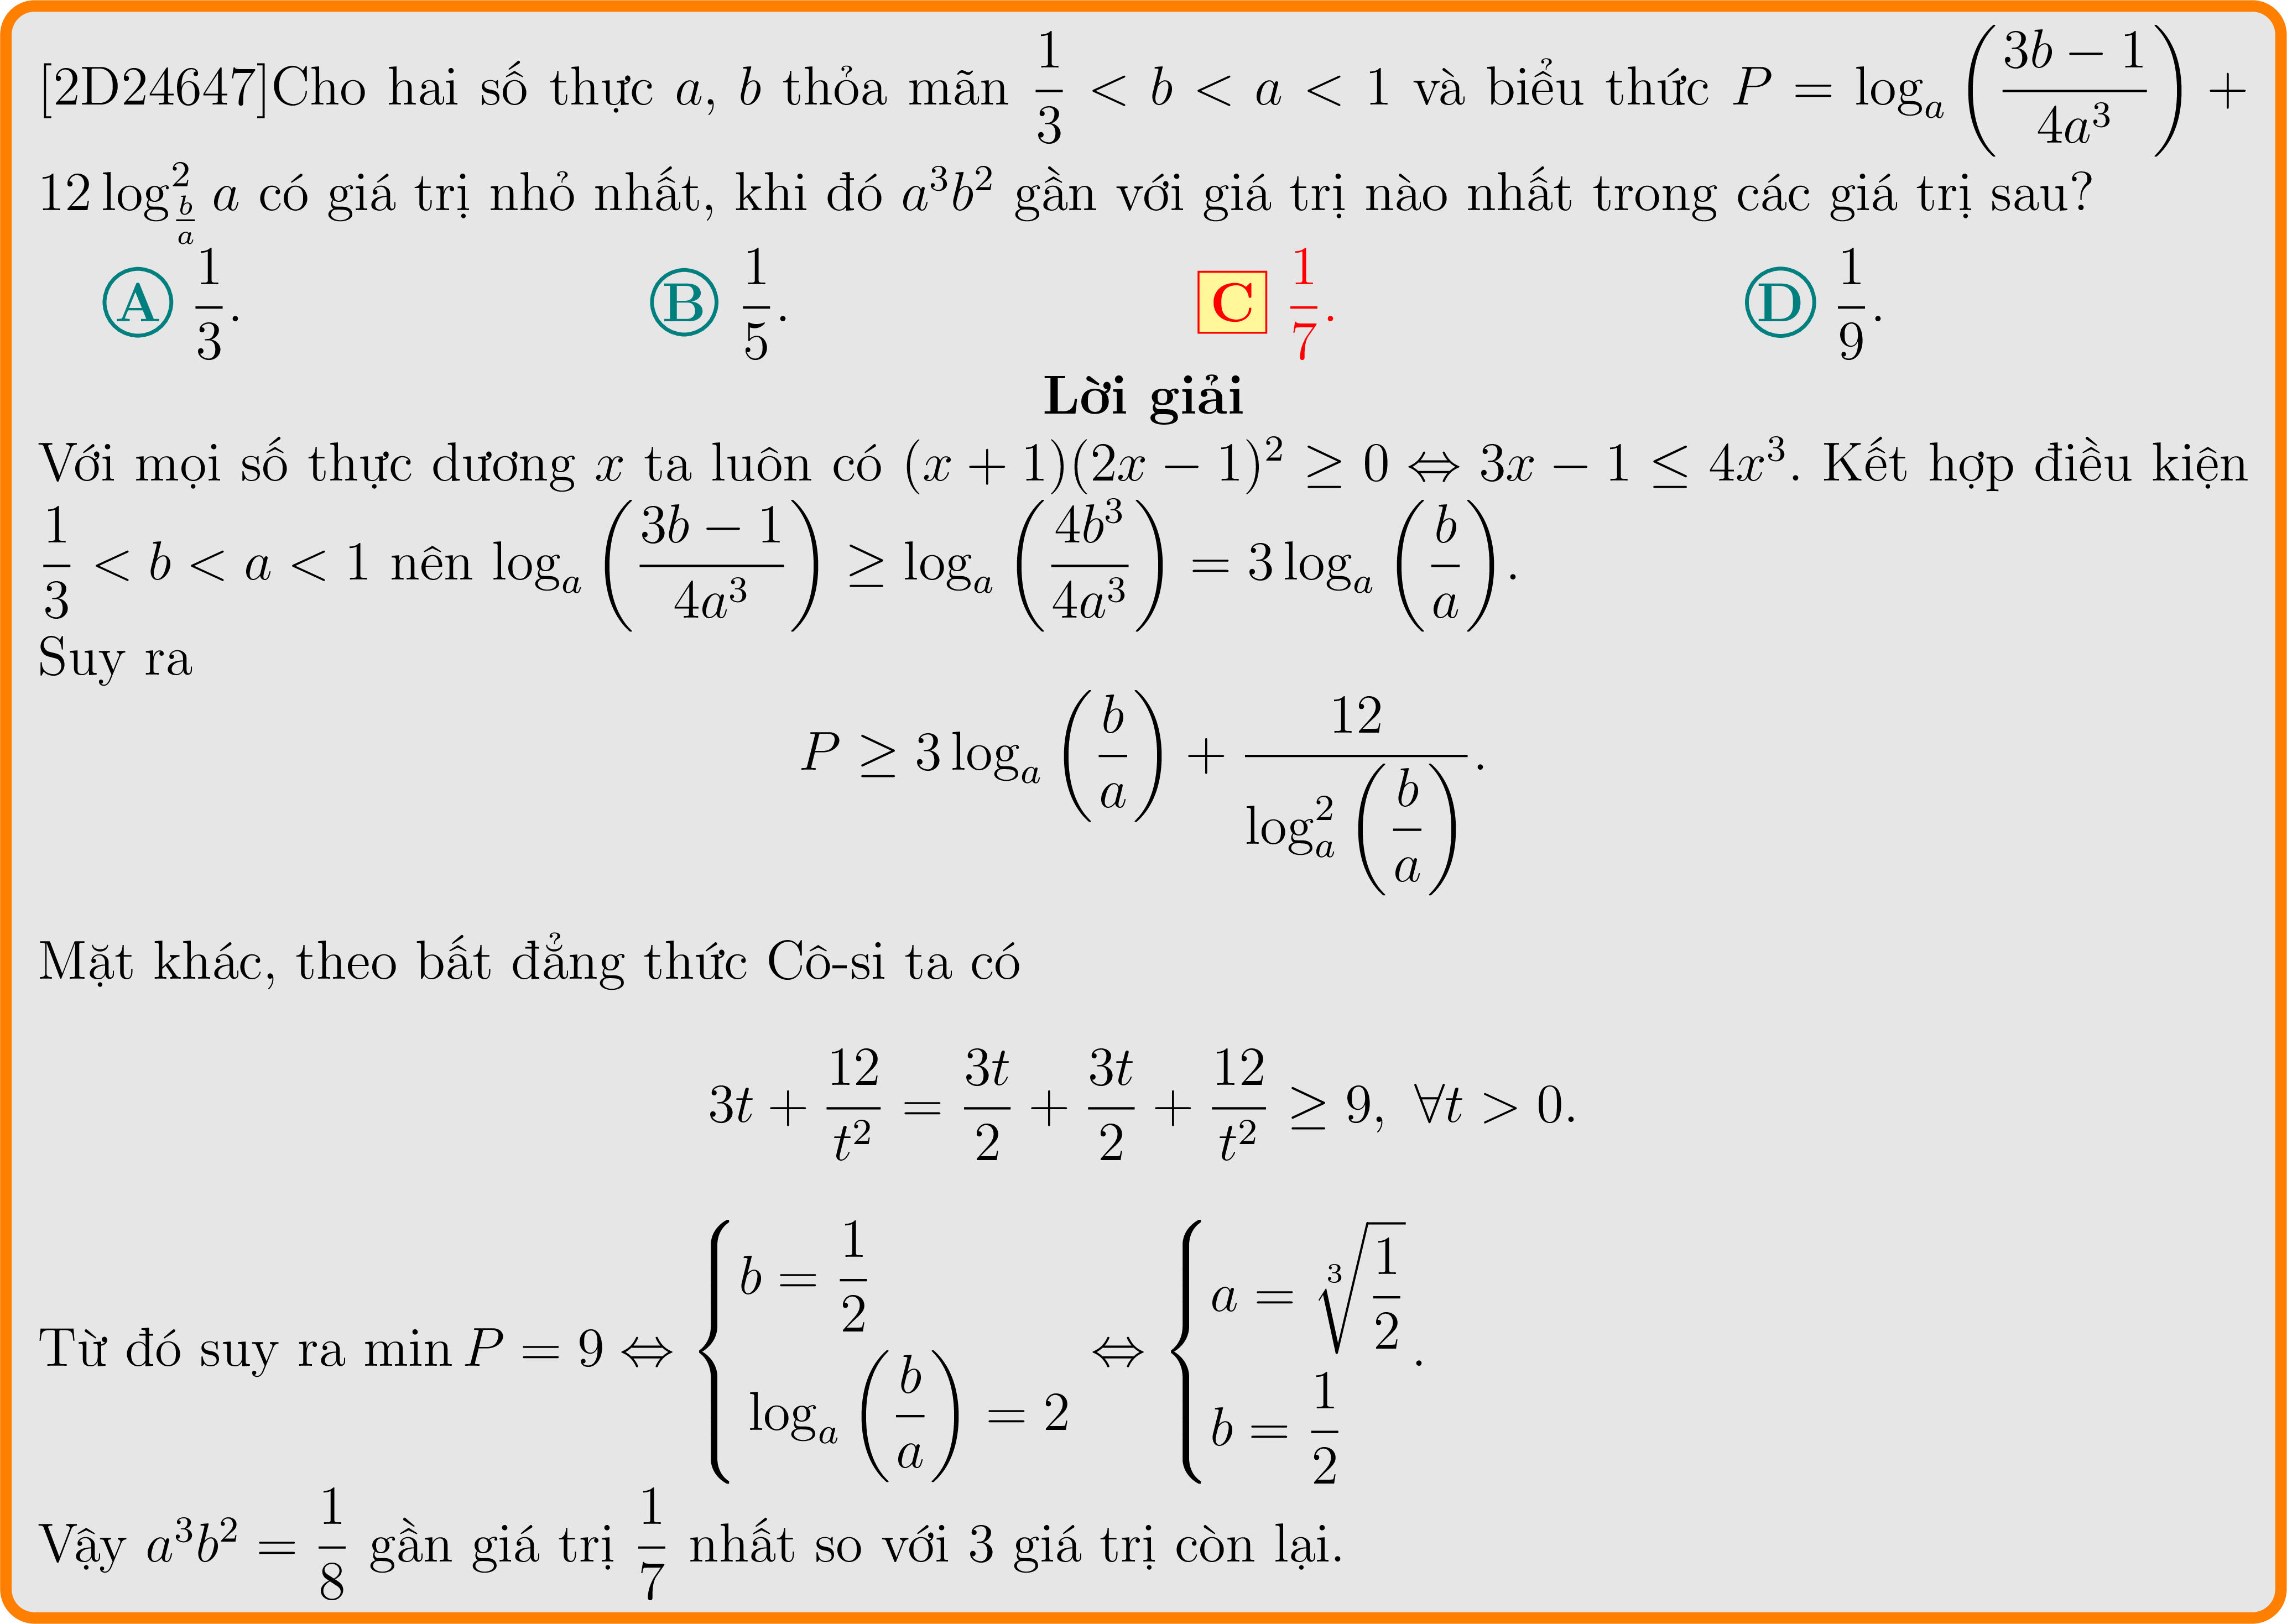 [2D24647]Cho hai số thực a, b thỏa mãn \frac{1}{3} < b < a < 1 và biểu thức P = \log_a \left(\frac{3b-1}{4a^3}\right) +
12 \log^2_{\frac{b}{a}} a có giá trị nhỏ nhất, khi đó a^3b^2 gần với giá trị nào nhất trong các giá trị sau?
A \frac{1}{3}. B \frac{1}{5}. C \frac{1}{7}. D \frac{1}{9}.
Lời giải
Với mọi số thực dương x ta luôn có (x + 1)(2x − 1)^2 ≥ 0 ⇔ 3x − 1 ≤ 4x^3. Kết hợp điều kiện
\frac{1}{3} < b < a < 1 nên \log_a \left(\frac{3b-1}{4a^3}\right) ≥ \log_a \left(\frac{4b^3}{4a^3}\right) = 3 \log_a \left(\frac{b}{a}\right).
Suy ra
P ≥ 3 \log_a \left(\frac{b}{a}\right) + \frac{12}{\log^2_a \left(\frac{b}{a}\right)}.
Mặt khác, theo bất đẳng thức Cô-si ta có
3t + \frac{12}{t^2} = \frac{3t}{2} + \frac{3t}{2} + \frac{12}{t^2} ≥ 9, ∀t > 0.
Từ đó suy ra min P = 9 ⇔ \begin{cases} b = \frac{1}{2} \\ \log_a \left(\frac{b}{a}\right) = 2 \end{cases} ⇔ \begin{cases} a = \sqrt[3]{\frac{1}{2}} \\ b = \frac{1}{2} \end{cases}.
Vậy a^3b^2 = \frac{1}{8} gần giá trị \frac{1}{7} nhất so với 3 giá trị còn lại.